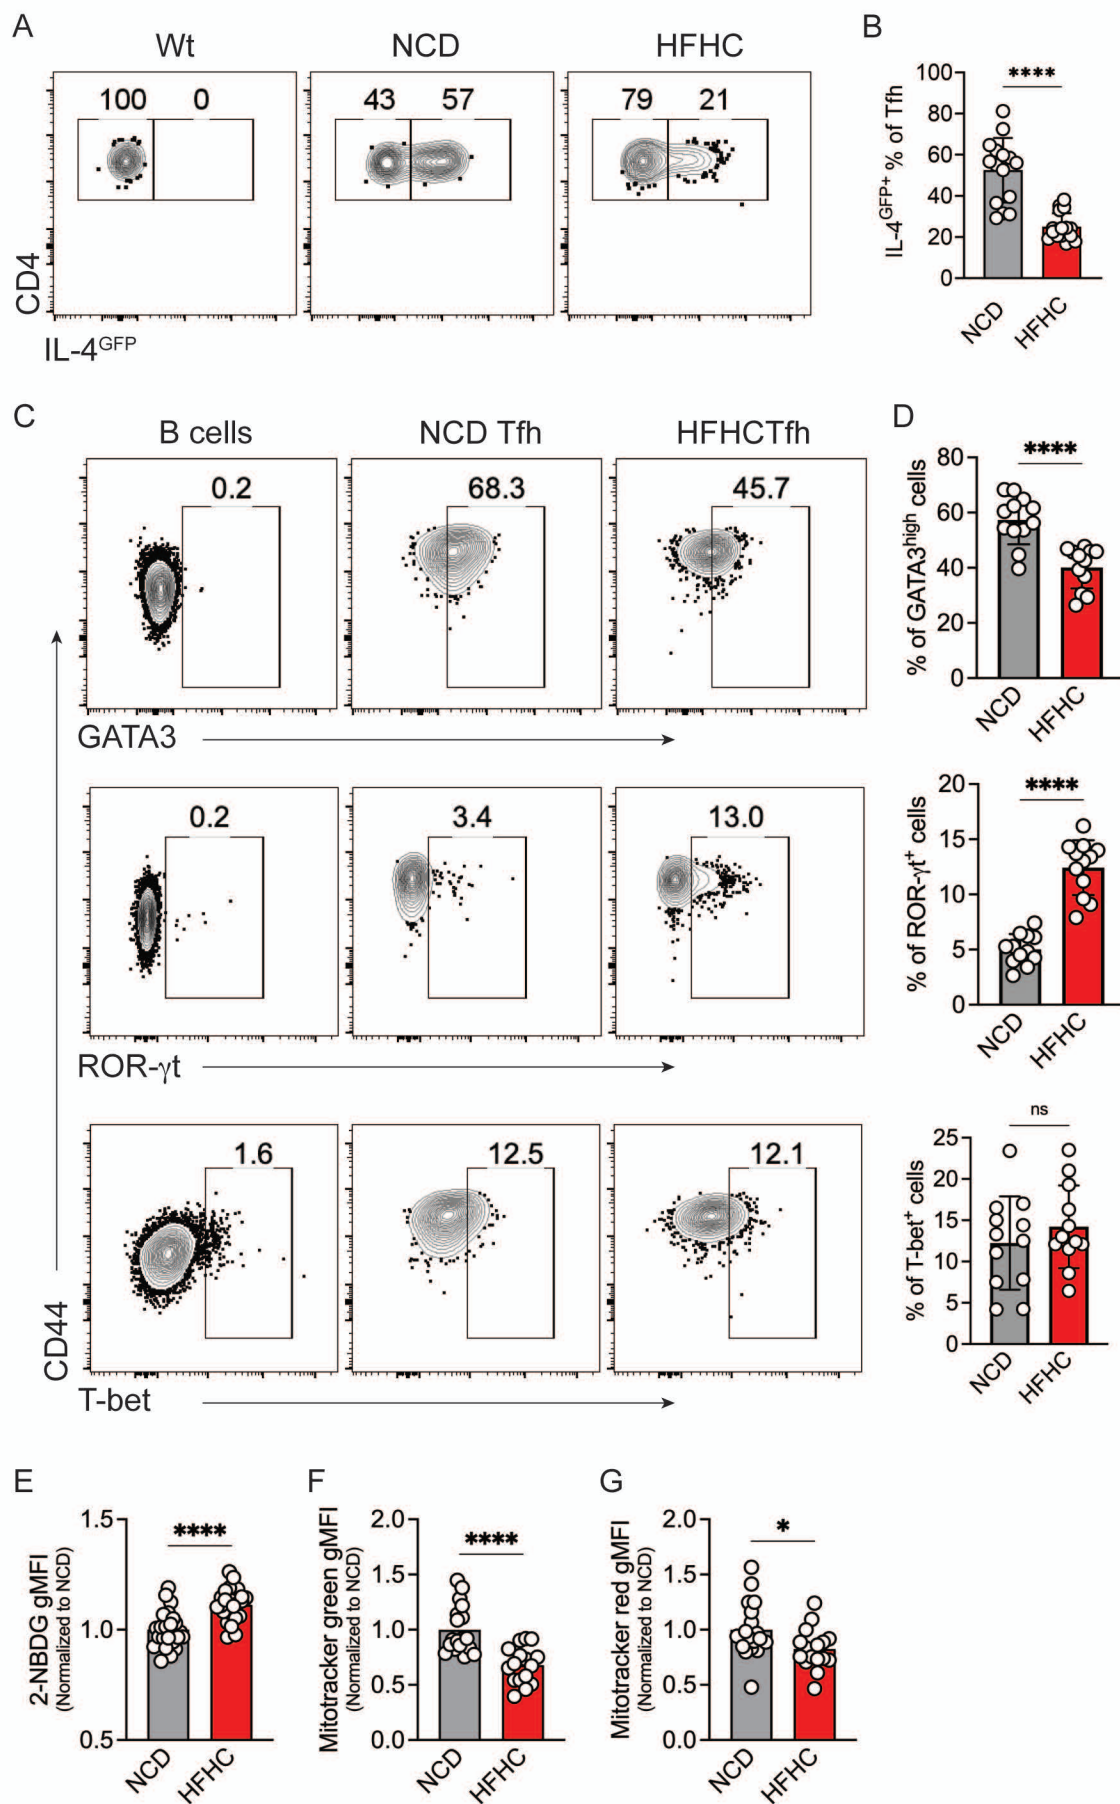 A
Wt
NCD
HFHC
100
0
43
57
79
21
CD4
IL-4GFP
B
****
100
80
60
40
20
0
IL-4GFP+ % of Tfh
NCD
HFHC
C
B cells
NCD Tfh
HFHCTfh
0.2
68.3
45.7
GATA3
0.2
3.4
13.0
ROR-γt
1.6
12.5
12.1
CD44
T-bet
D
****
80
60
40
20
0
% of GATA3high cells
NCD
HFHC
****
20
15
10
5
0
% of ROR-γt+ cells
NCD
HFHC
ns
25
20
15
10
5
0
% of T-bet+ cells
NCD
HFHC
E
****
1.5
1.0
0.5
2-NBDG gMFI
(Normalized to NCD)
NCD
HFHC
F
****
2.0
1.5
1.0
0.5
0.0
Mitotracker green gMFI
(Normalized to NCD)
NCD
HFHC
G
*
2.0
1.5
1.0
0.5
0.0
Mitotracker red gMFI
(Normalized to NCD)
NCD
HFHC